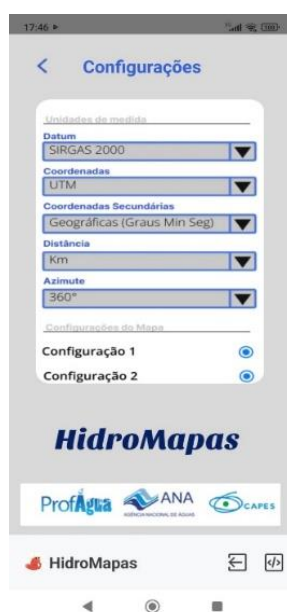 17:46
Configurações
Unidades de medida
Datum
SIRGAS 2000
Coordenadas
UTM
Coordenadas Secundárias
Geográficas (Graus Min Seg)
Distância
Km
Azimute
360°
Configurações do Mapa
Configuração 1
Configuração 2
HidroMapas
ProfÁgua
ANA
AGÊNCIA NACIONAL DE ÁGUAS
CAPES
HidroMapas